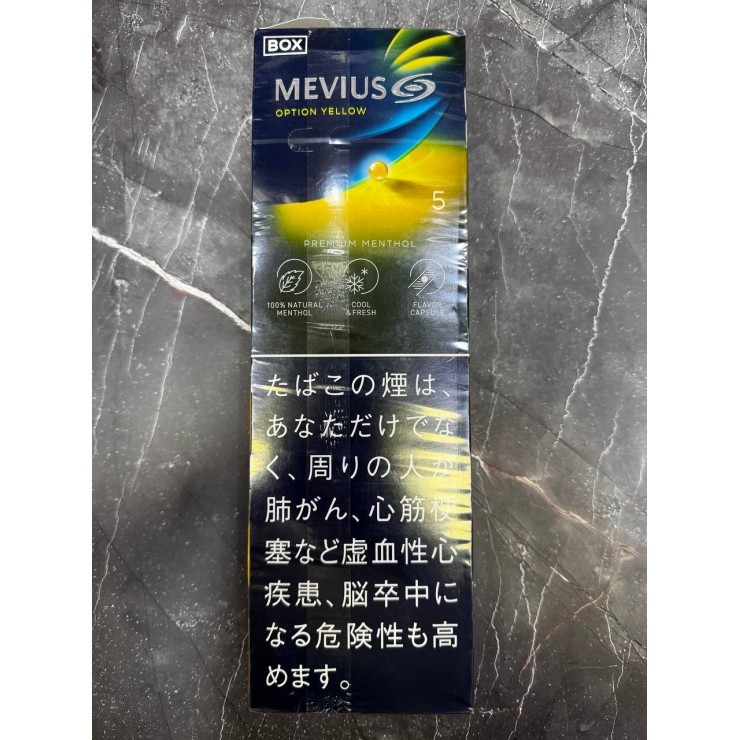 BOX
MEVIUS
OPTION YELLOW
5
PREMIUM MENTHOL
100% NATURAL
MENTHOL
COOL
& FRESH
FLAVOR
CAPSULE
たばこの煙は、
あなただけでな
く、周りの人が
肺がん、心筋梗
塞など虚血性心
疾患、脳卒中に
なる危険性も高
めます。